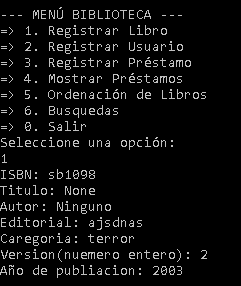 --- MENÚ BIBLIOTECA ---
=> 1. Registrar Libro
=> 2. Registrar Usuario
=> 3. Registrar Préstamo
=> 4. Mostrar Préstamos
=> 5. Ordenación de Libros
=> 6. Busquedas
=> 0. Salir
Seleccione una opción:
1
ISBN: sb1098
Titulo: None
Autor: Ninguno
Editorial: ajsdnas
Caregoria: terror
Version(nuemero entero): 2
Año de publiacion: 2003